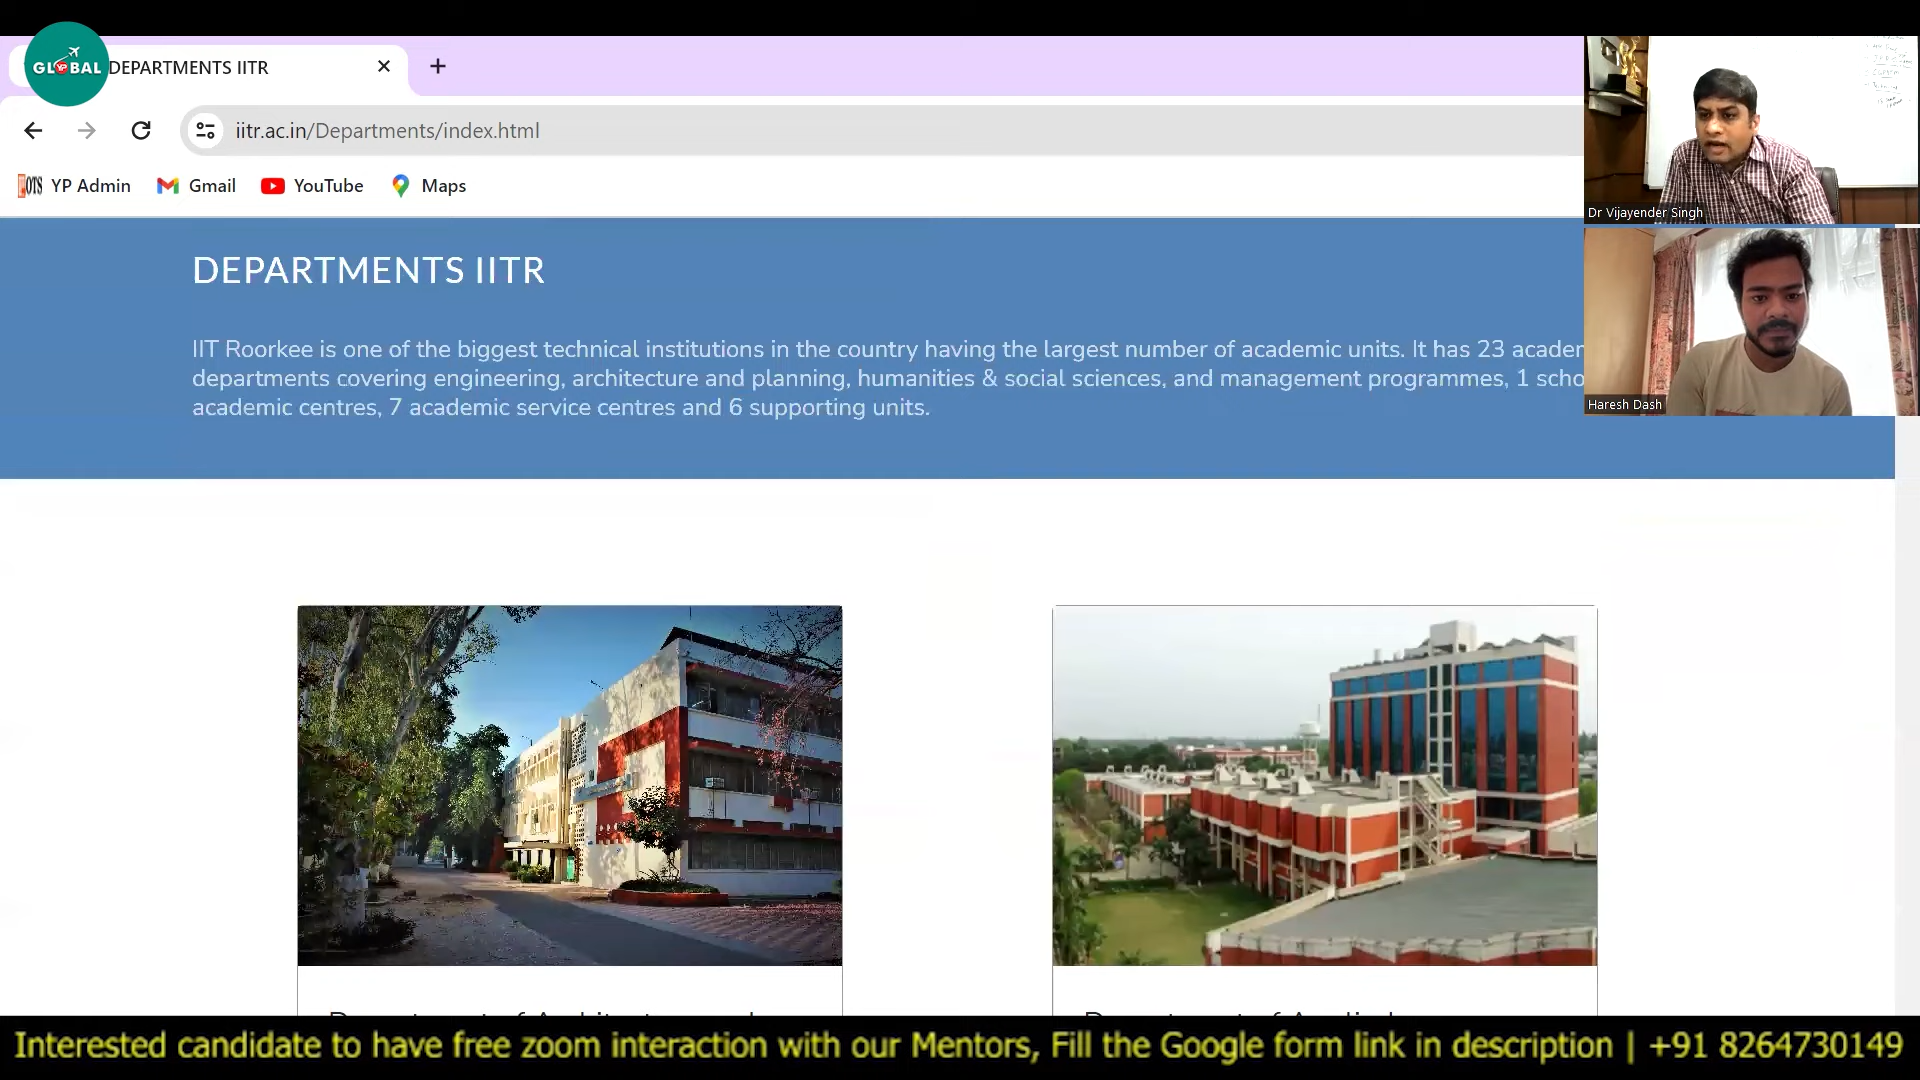 GLOBAL
DEPARTMENTS IITR
iitr.ac.in/Departments/index.html
YP Admin
Gmail
YouTube
Maps
Dr Vijayender Singh
Haresh Dash
DEPARTMENTS IITR
IIT Roorkee is one of the biggest technical institutions in the country having the largest number of academic units. It has 23 academ
departments covering engineering, architecture and planning, humanities & social sciences, and management programmes, 1 scho
academic centres, 7 academic service centres and 6 supporting units.
Interested candidate to have free zoom interaction with our Mentors, Fill the Google form link in description | +91 8264730149